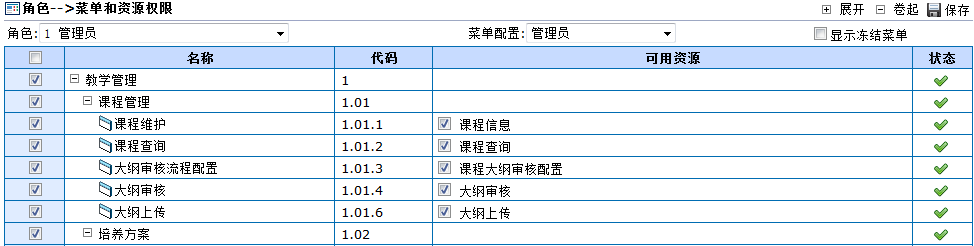 角色-->菜单和资源权限 展开 卷起 保存
角色: 1 管理员 菜单配置: 管理员 显示冻结菜单
名称 代码 可用资源 状态
教学管理 1
课程管理 1.01
课程维护 1.01.1 课程信息
课程查询 1.01.2 课程查询
大纲审核流程配置 1.01.3 课程大纲审核配置
大纲审核 1.01.4 大纲审核
大纲上传 1.01.6 大纲上传
培养方案 1.02